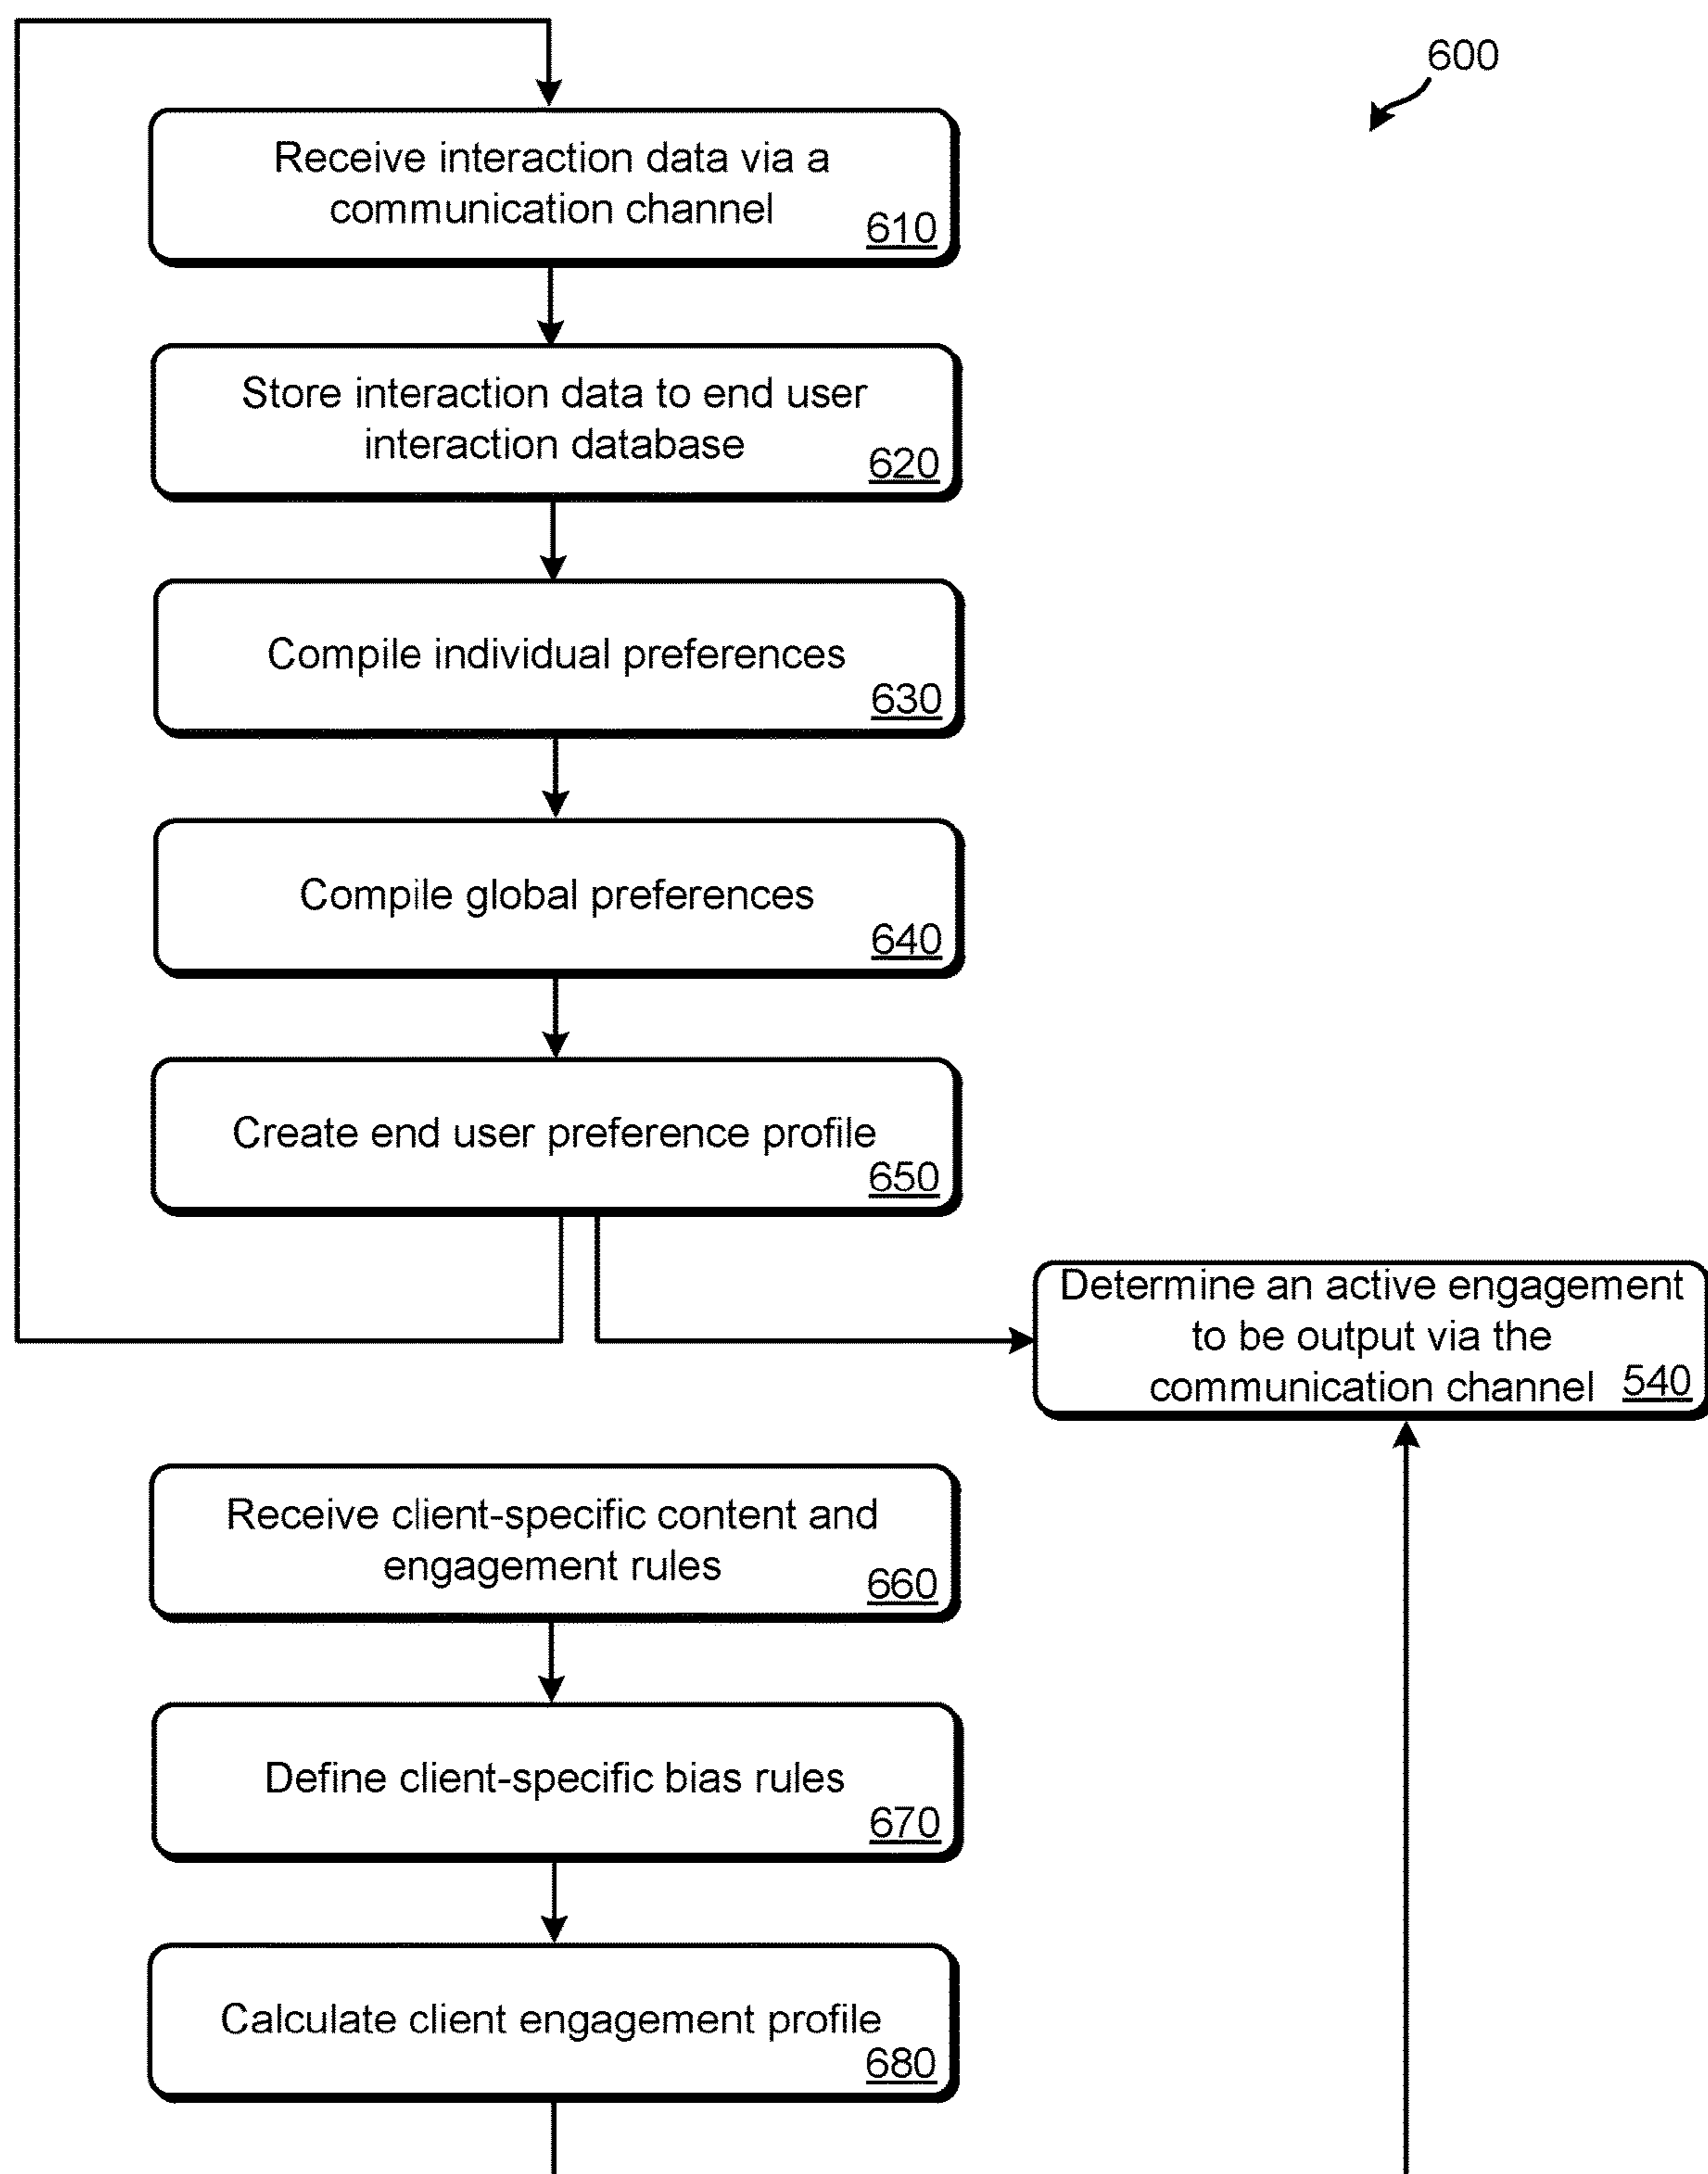 600
Receive interaction data via a
communication channel
610
Store interaction data to end user
interaction database
620
Compile individual preferences
630
Compile global preferences
640
Create end user preference profile
650
Determine an active engagement
to be output via the
communication channel 540
Receive client-specific content and
engagement rules
660
Define client-specific bias rules
670
Calculate client engagement profile
680